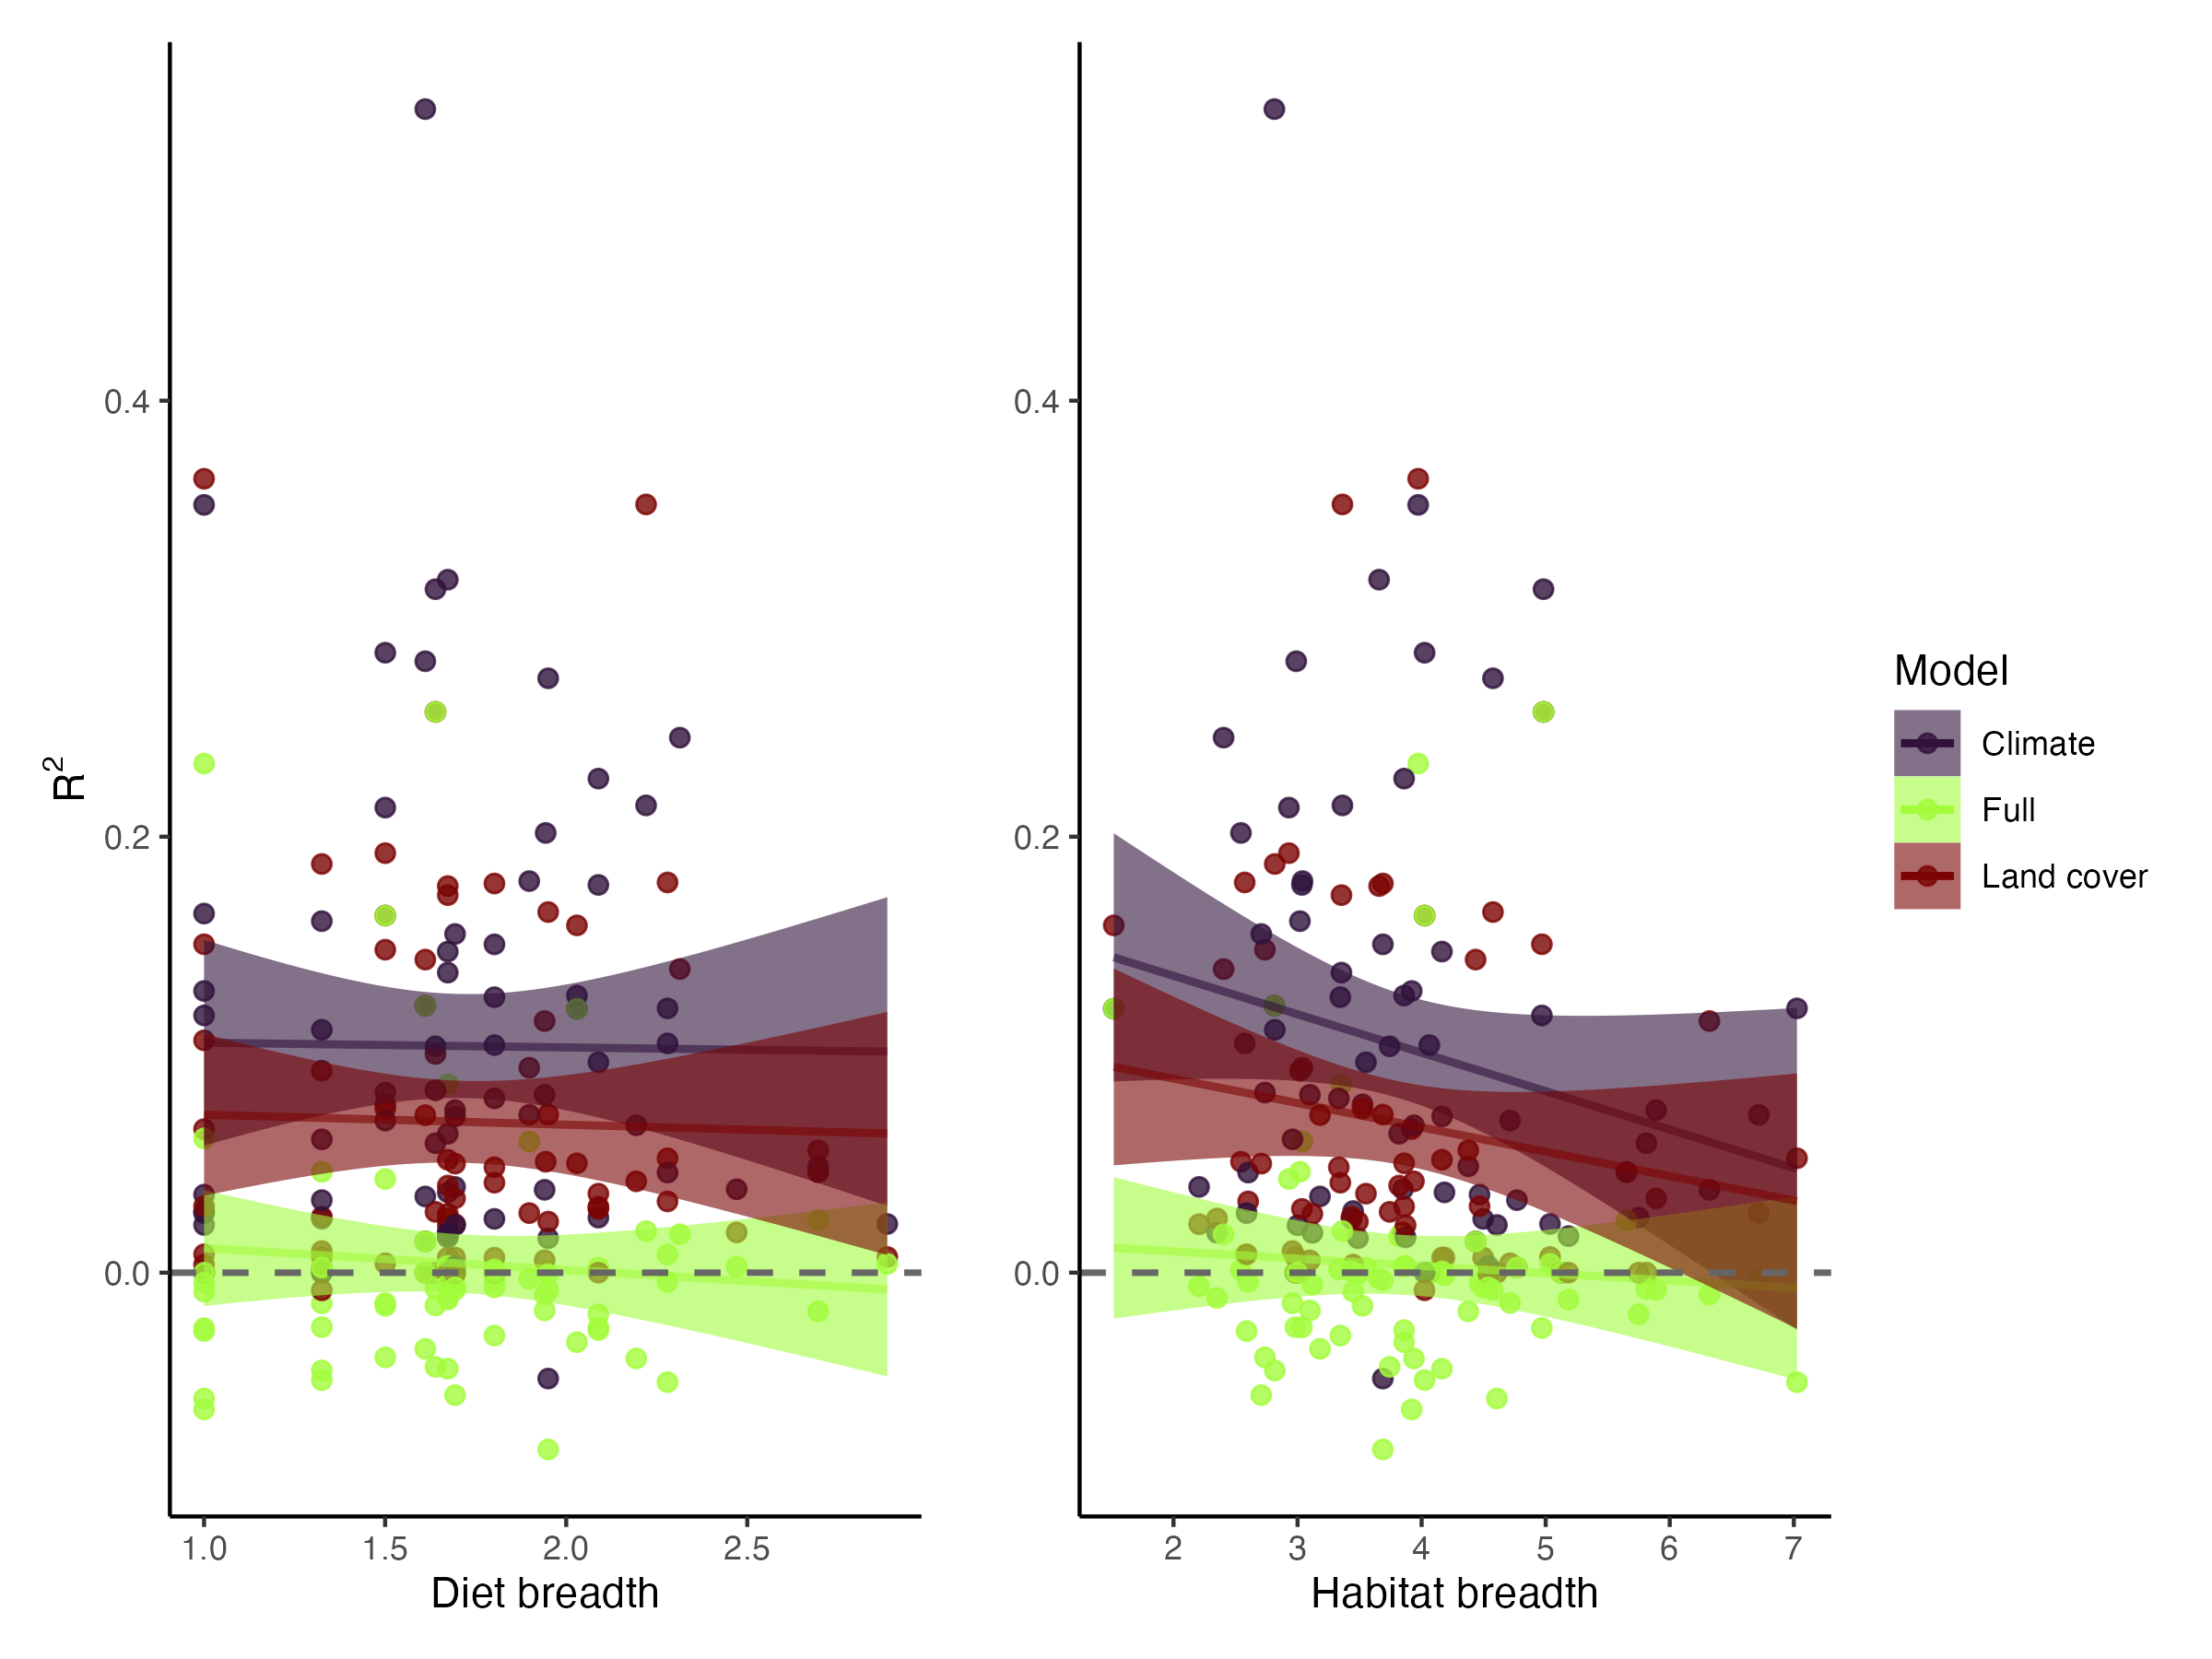 R²
0.4
0.2
0.0
1.0 1.5 2.0 2.5
Diet breadth
0.4
0.2
0.0
2 3 4 5 6 7
Habitat breadth
Model
Climate
Full
Land cover